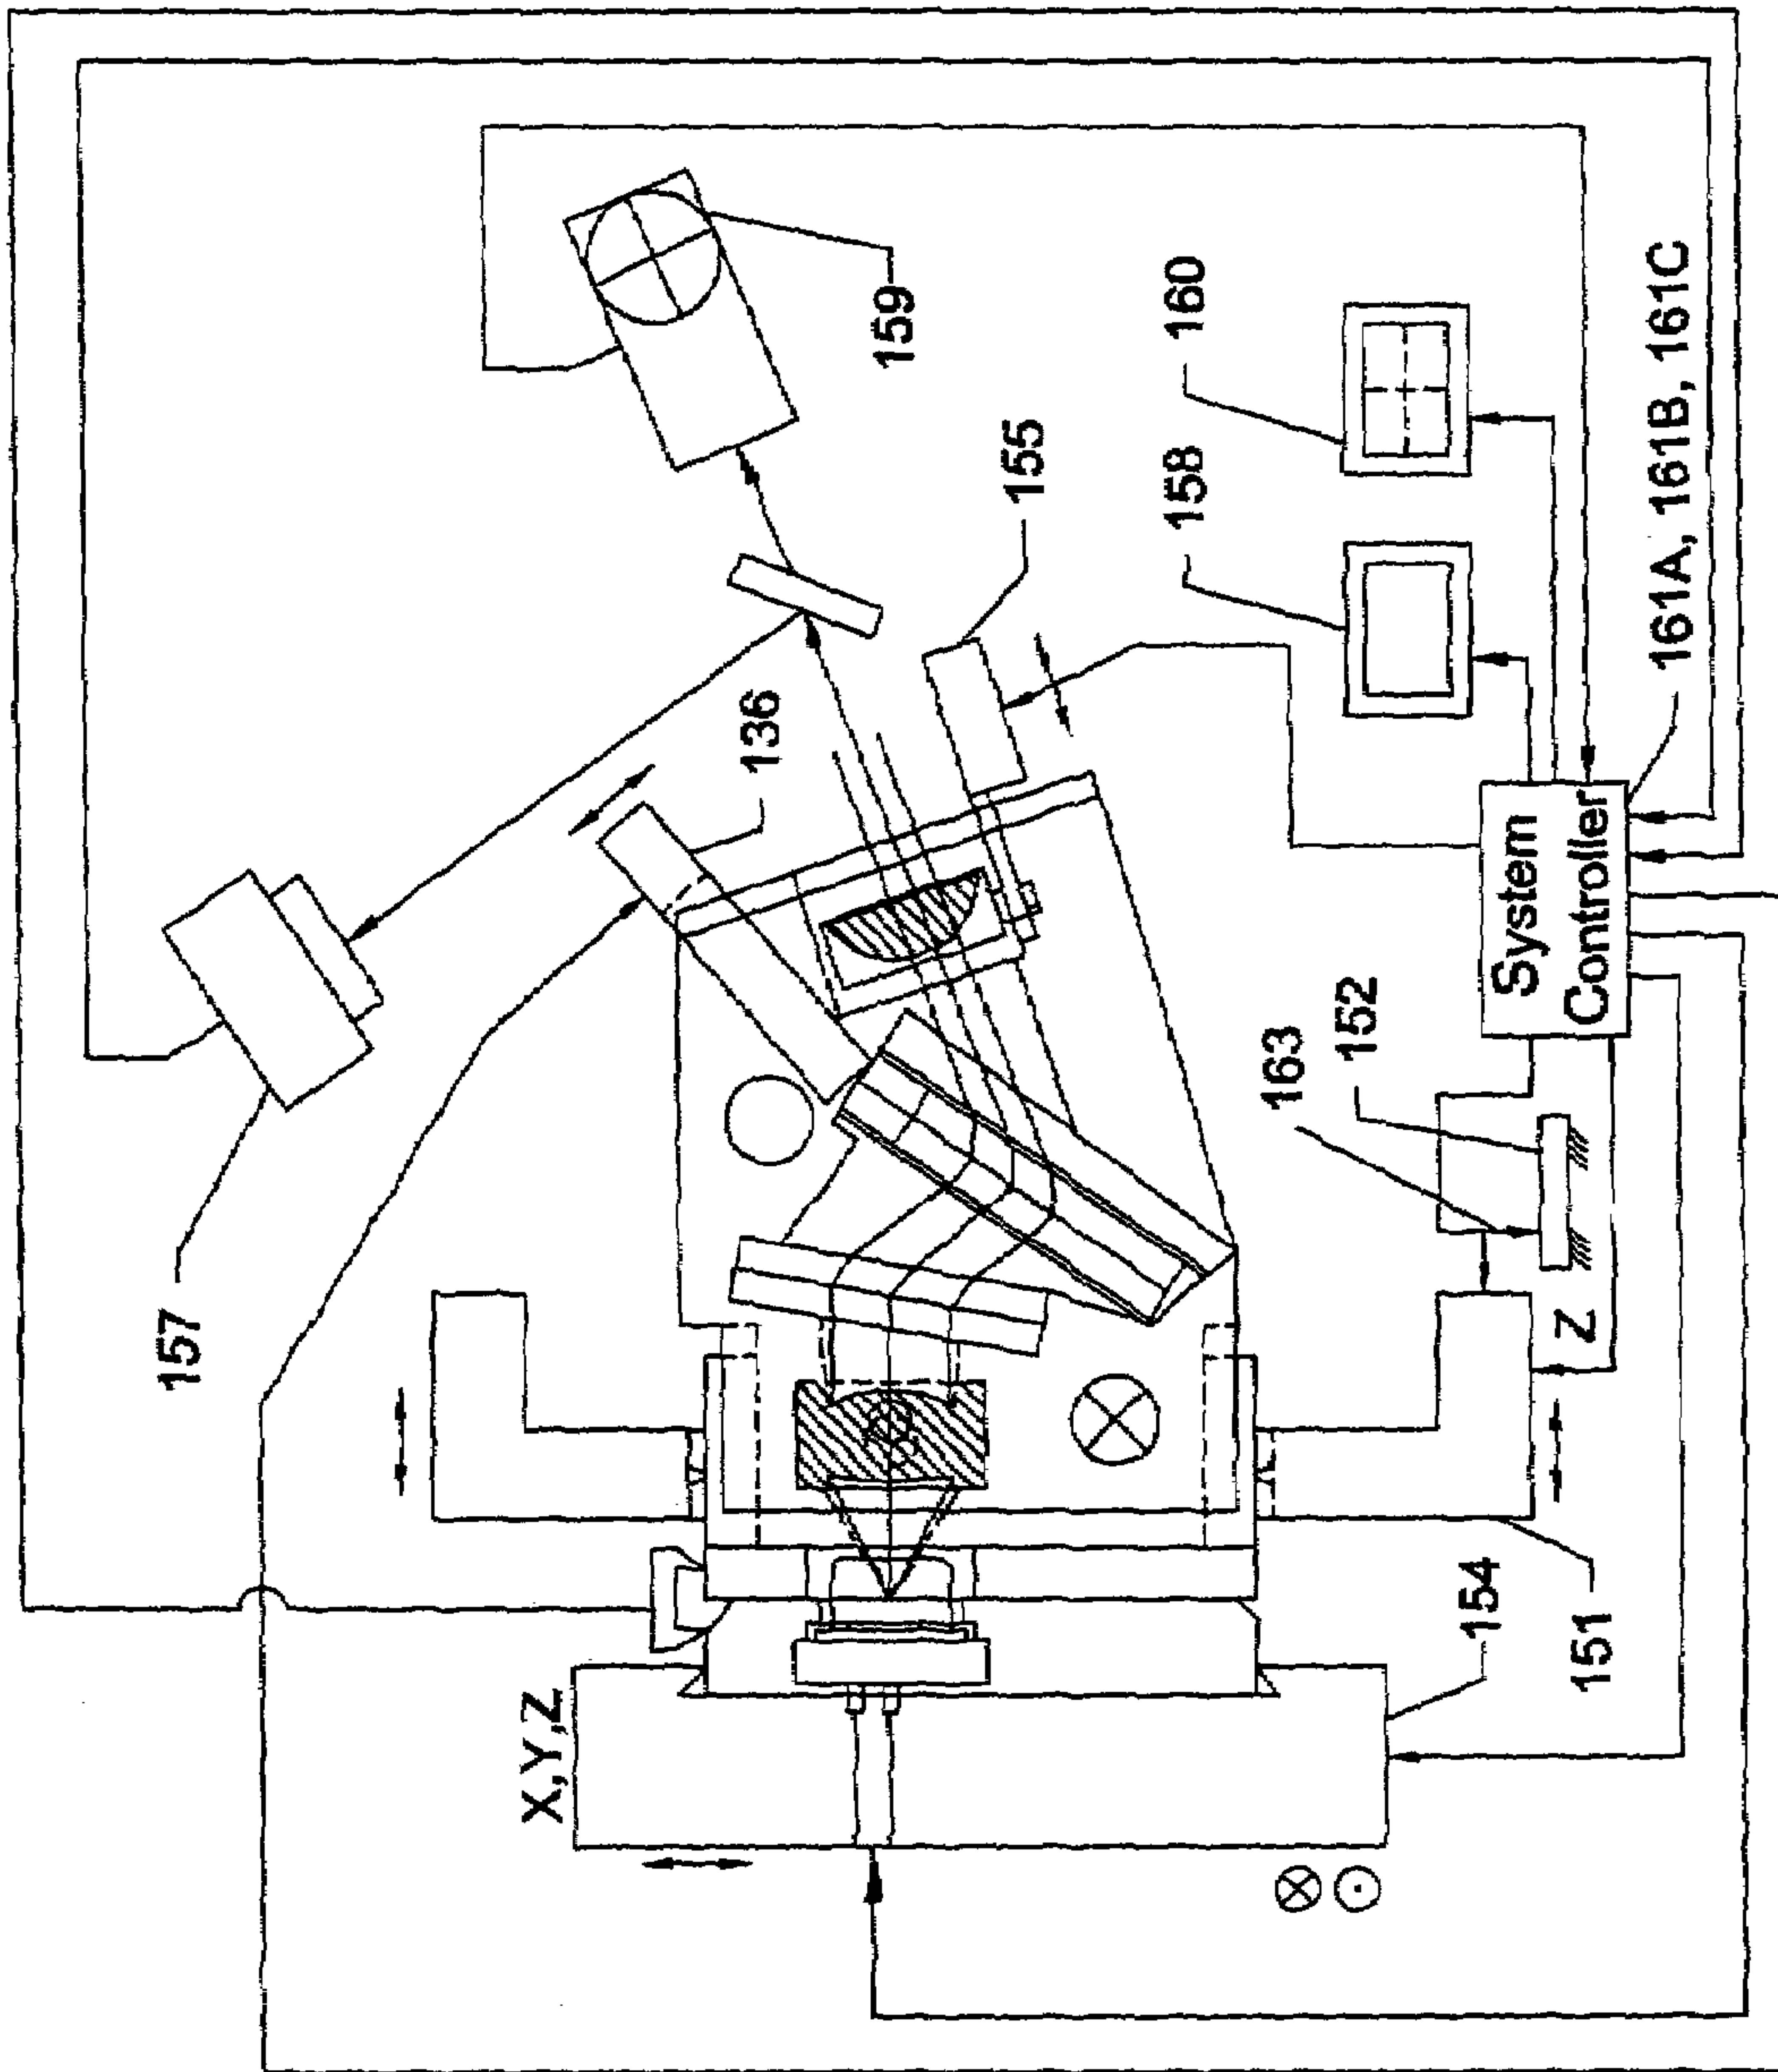 157
159
136
155
160
158
161A, 161B, 161C
System
Controller
163
152
Z
X,Y,Z
154
151